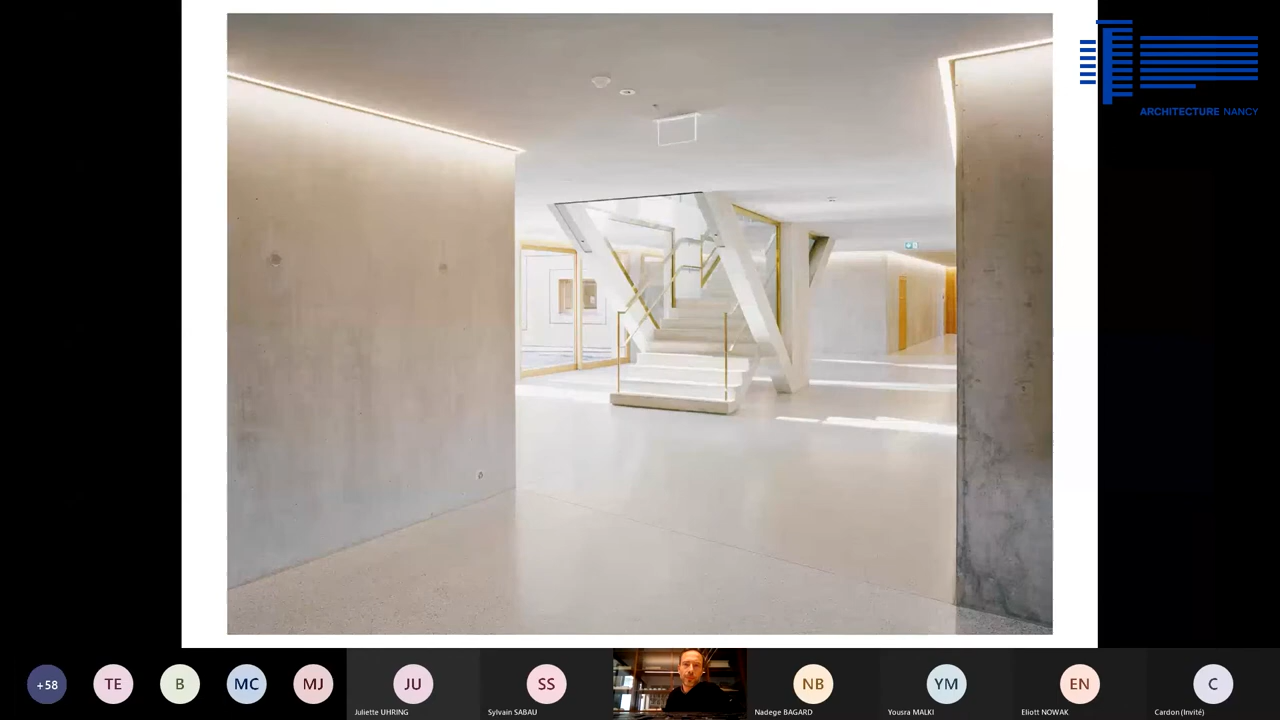 ARCHITECTURE NANCY
+58
TE
B
MC
MJ
JU
SS
NB
YM
EN
C
Juliette UHRING
Sylvain SABAU
Nadege BAGARD
Yousra MALKI
Eliott NOWAK
Cardon (Invité)